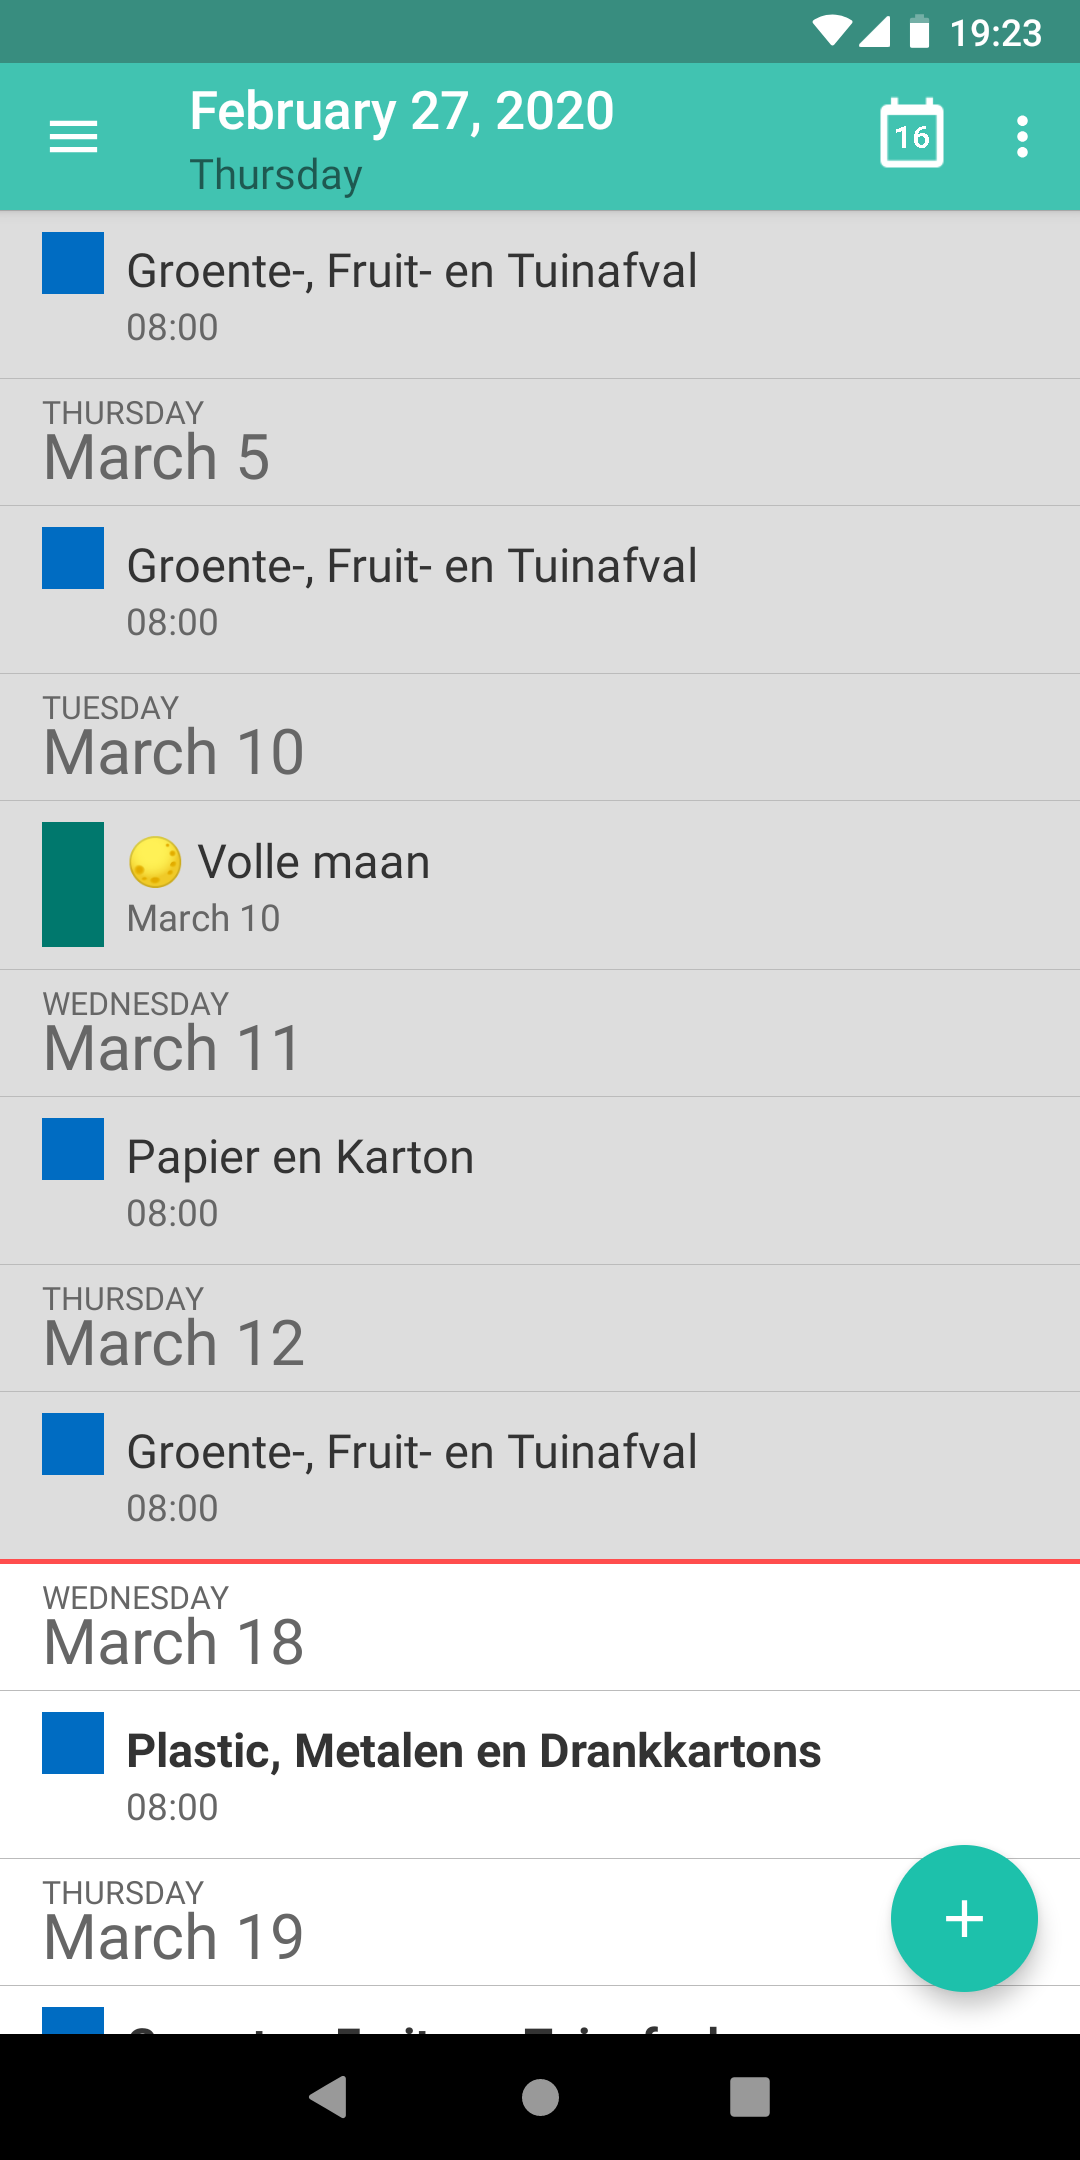 19:23
February 27, 2020
Thursday
16
Groente-, Fruit- en Tuinafval
08:00
THURSDAY
March 5
Groente-, Fruit- en Tuinafval
08:00
TUESDAY
March 10
Volle maan
March 10
WEDNESDAY
March 11
Papier en Karton
08:00
THURSDAY
March 12
Groente-, Fruit- en Tuinafval
08:00
WEDNESDAY
March 18
Plastic, Metalen en Drankkartons
08:00
THURSDAY
March 19